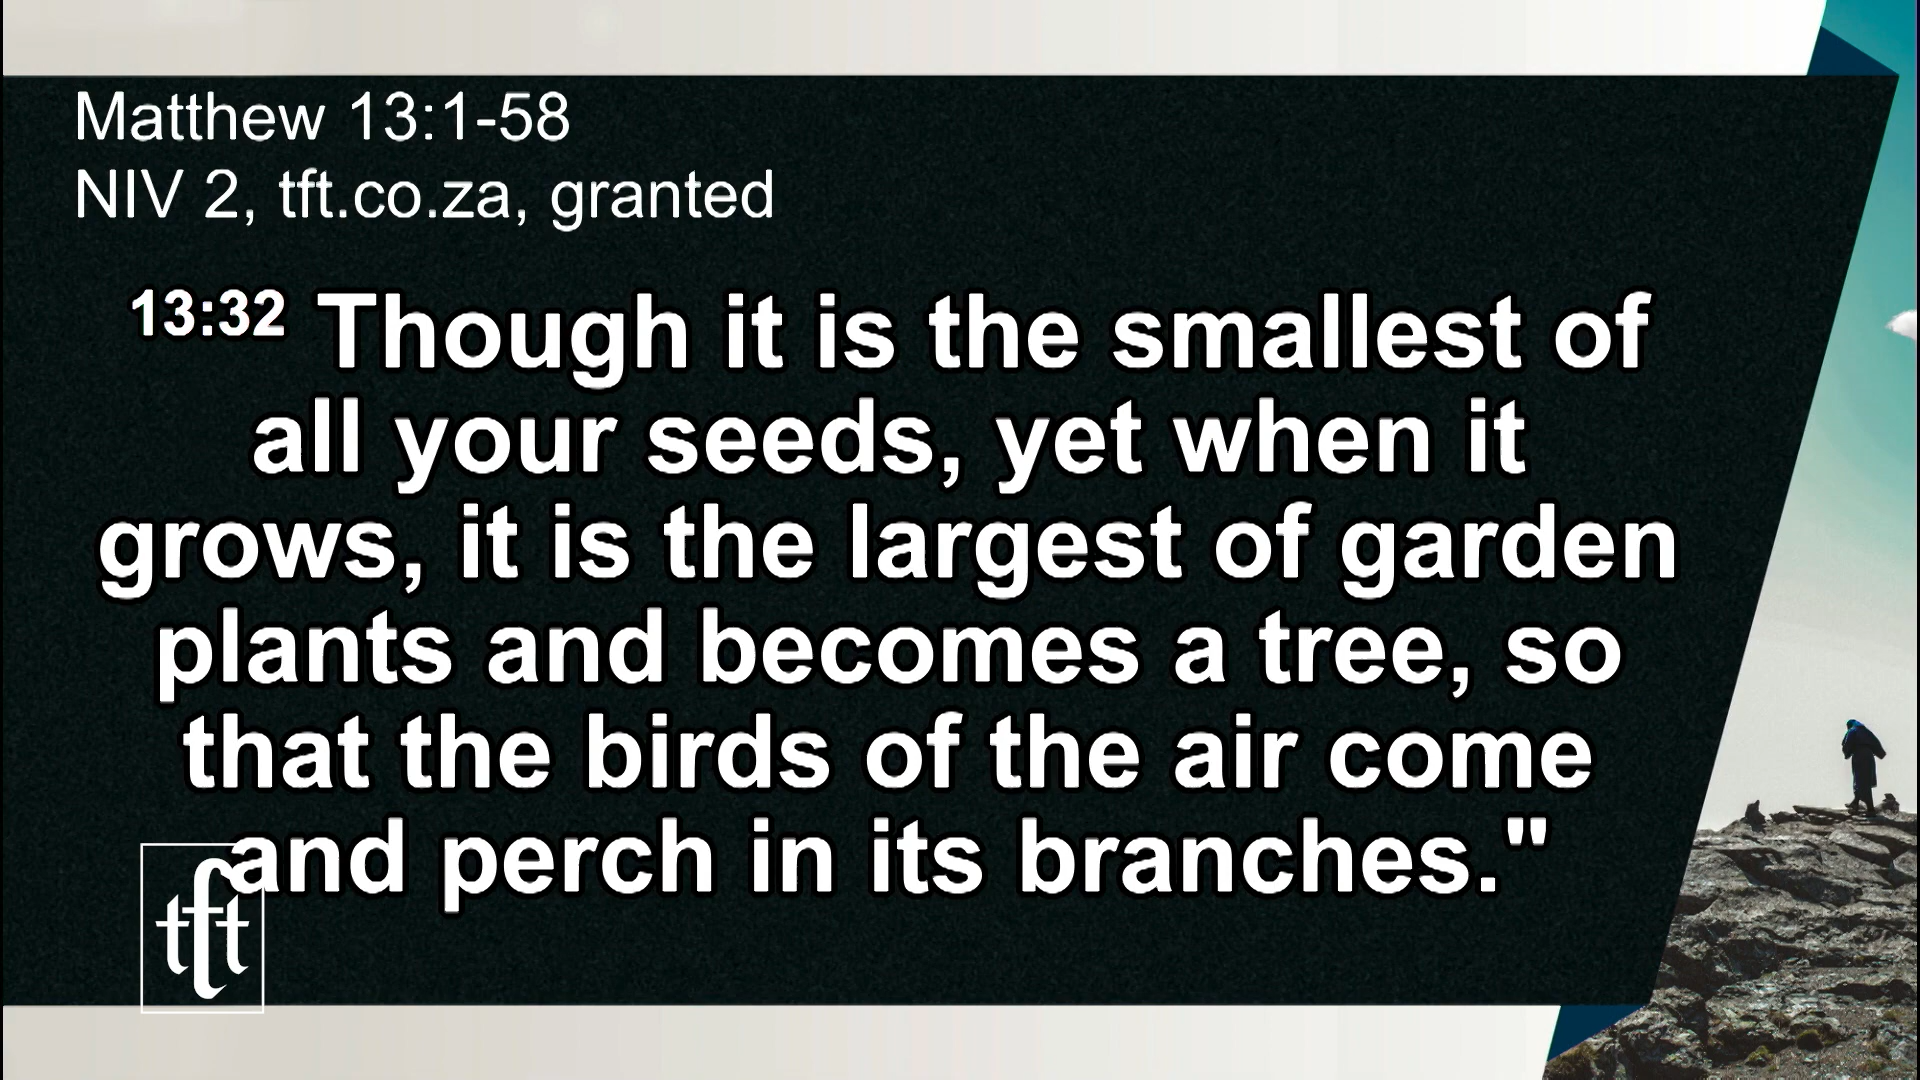 Matthew 13:1-58
NIV 2, tft.co.za, granted
13:32 Though it is the smallest of
all your seeds, yet when it
grows, it is the largest of garden
plants and becomes a tree, so
that the birds of the air come
and perch in its branches."
tft